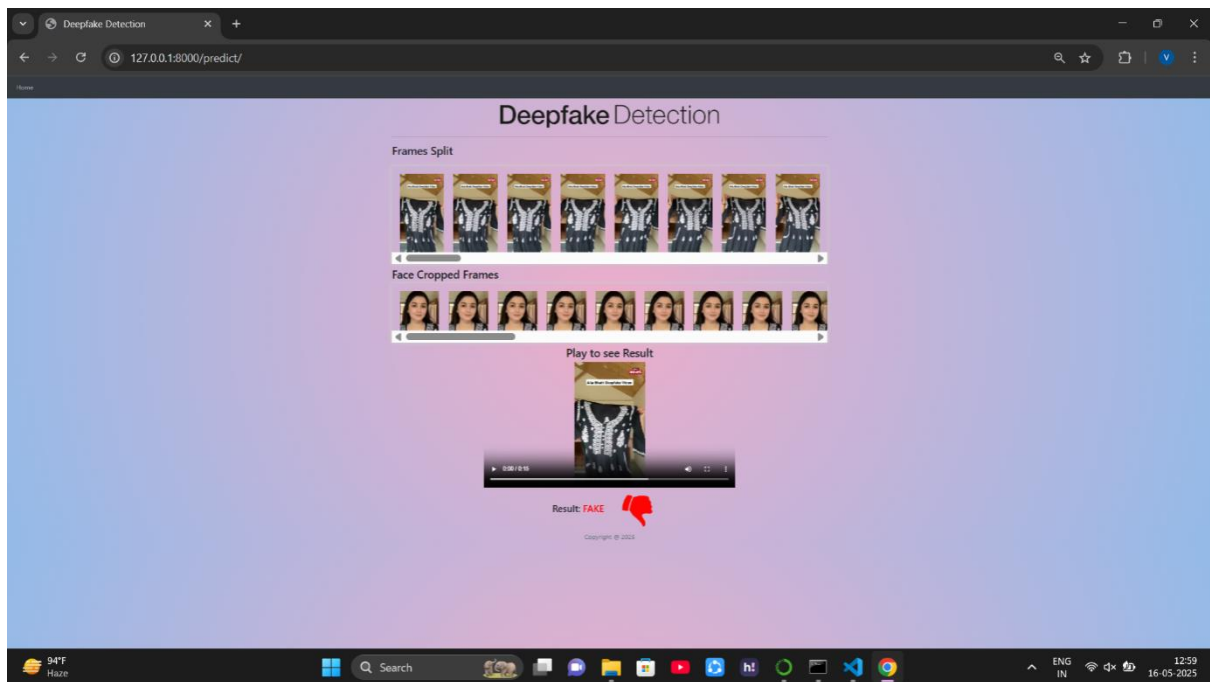 Deepfake Detection
127.0.0.1:8000/predict/
V
Home
Deepfake Detection
Frames Split
Face Cropped Frames
Play to see Result
0:00 / 0:15
Result: FAKE
Copyright @ 2025
94°F
Haze
Search
h!
ENG
IN
12:59
16-05-2025